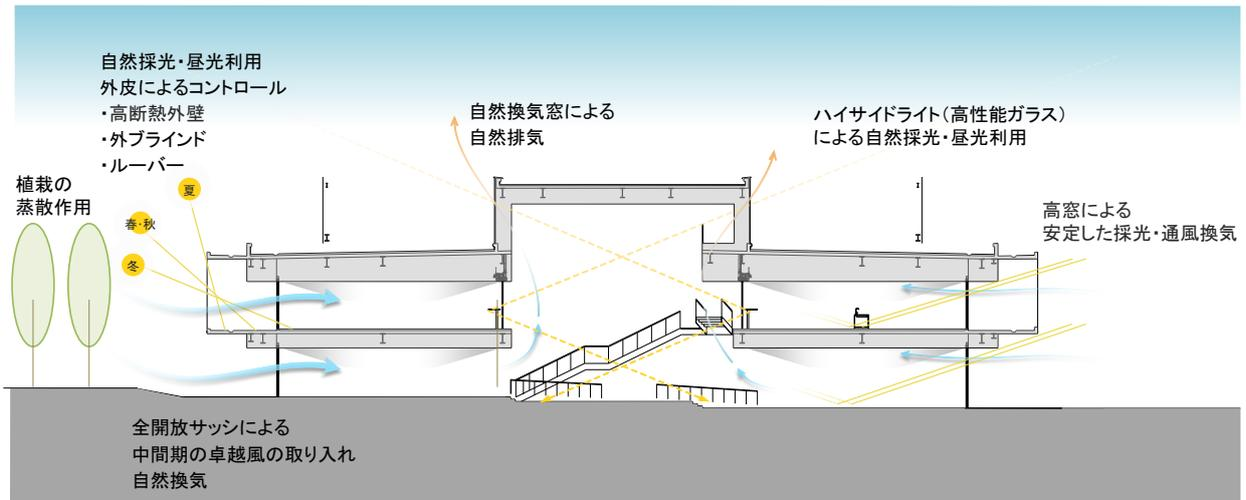 自然採光・昼光利用
外皮によるコントロール
・高断熱外壁
・外ブラインド
・ルーバー
植栽の
蒸散作用
夏
春・秋
冬
自然換気窓による
自然排気
ハイサイドライト（高性能ガラス）
による自然採光・昼光利用
高窓による
安定した採光・通風換気
全開放サッシによる
中間期の卓越風の取り入れ
自然換気